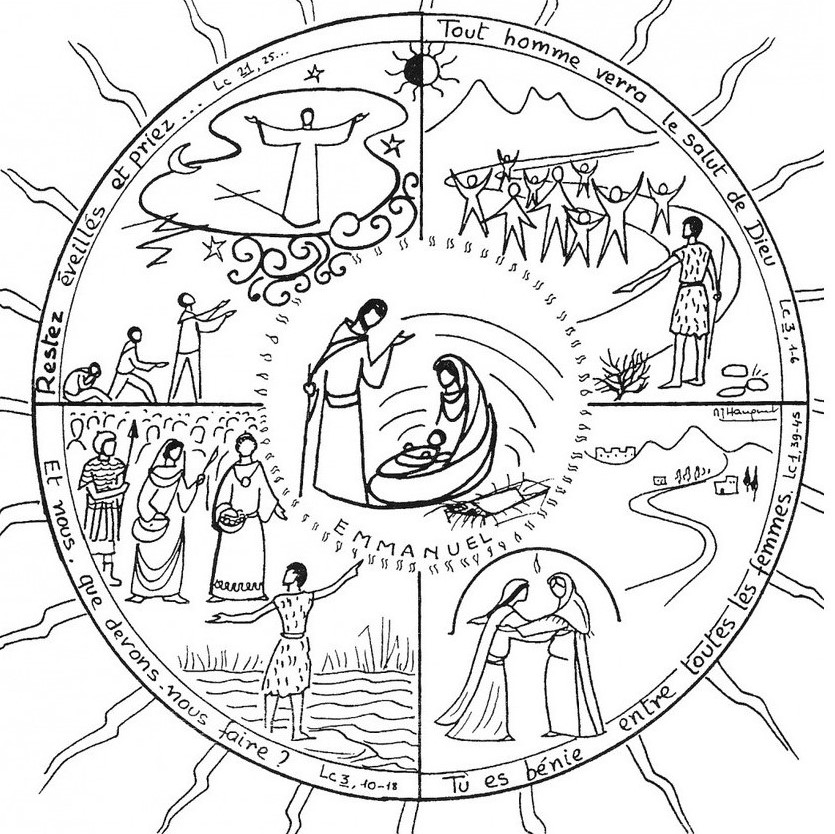 Restez éveillés et priez... Lc 21, 25...
Tout homme verra le salut de Dieu Lc 3, 1-6
Et nous, que devons-nous faire ? Lc 3, 10-18
Tu es bénie entre toutes les femmes. Lc 1, 39-45
EMMANUEL